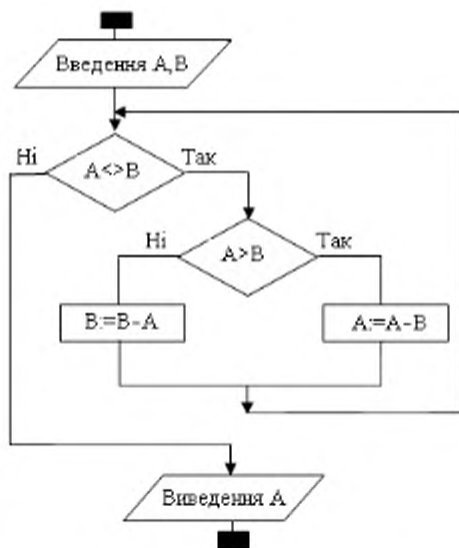 Введення A,B
Ні
Так
A<>B
Ні
Так
A>B
B:=B-A
A:=A-B
Виведення A